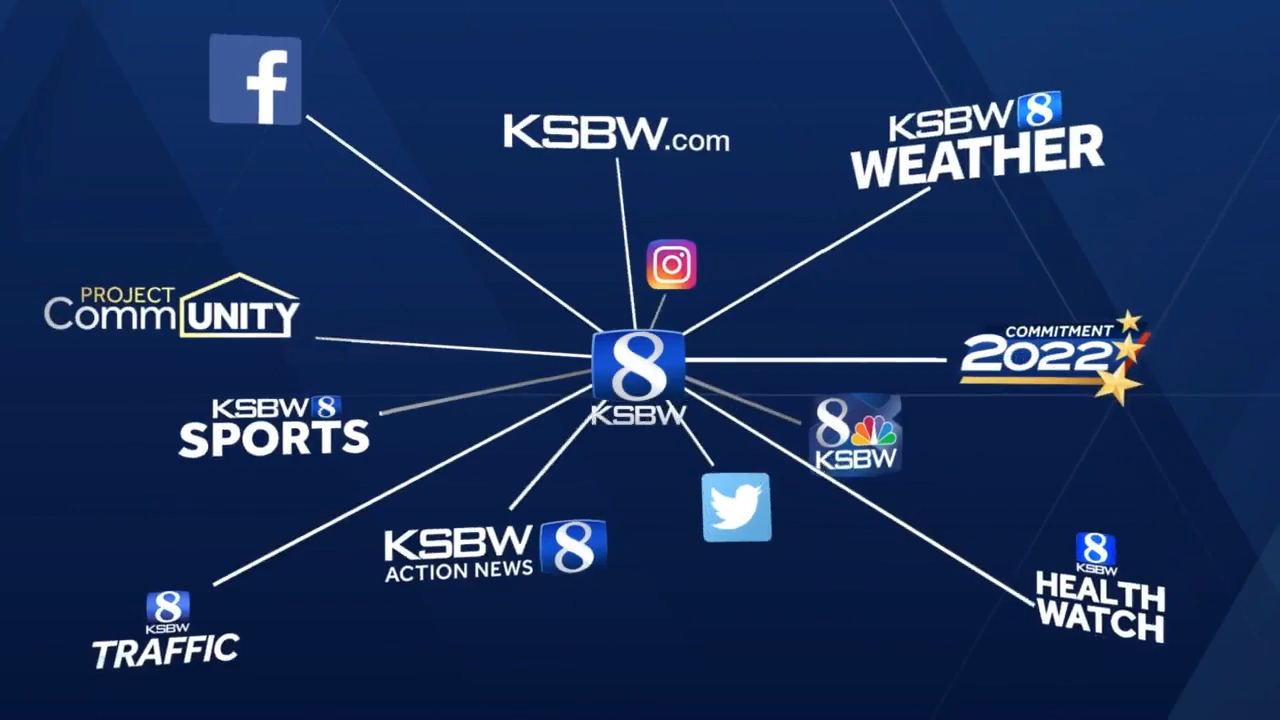 f
KSBW.com
KSBW 8
WEATHER
PROJECT
CommUNITY
8
KSBW
COMMITMENT
2022
KSBW 8
SPORTS
8
KSBW
KSBW 8
ACTION NEWS
8
KSBW
HEALTH
WATCH
8
KSBW
TRAFFIC